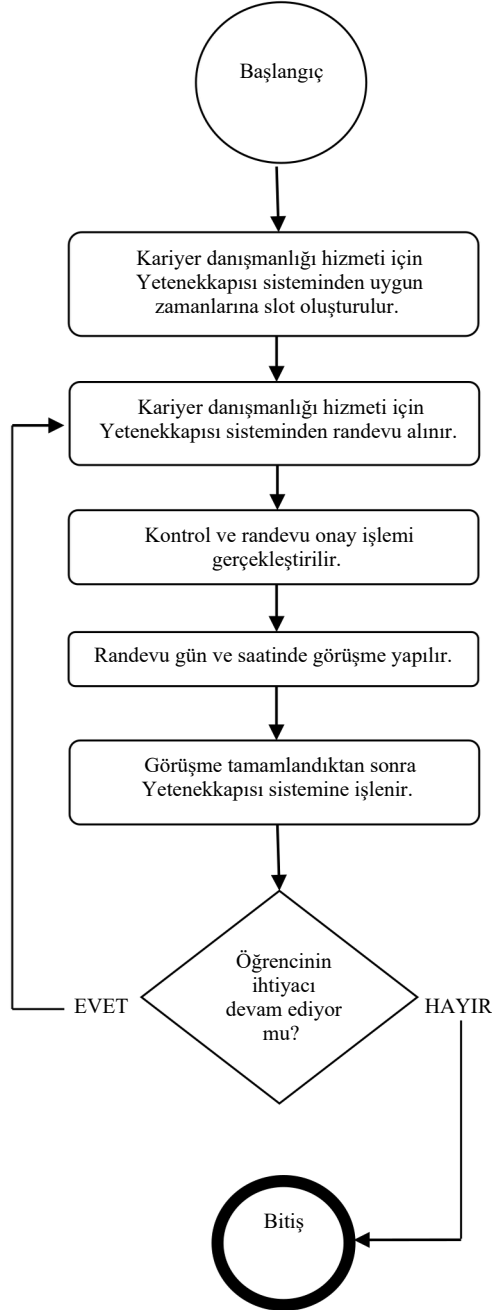 Başlangıç
Kariyer danışmanlığı hizmeti için
Yetenekkapısı sisteminden uygun
zamanlarına slot oluşturulur.
Kariyer danışmanlığı hizmeti için
Yetenekkapısı sisteminden randevu alınır.
Kontrol ve randevu onay işlemi
gerçekleştirilir.
Randevu gün ve saatinde görüşme yapılır.
Görüşme tamamlandıktan sonra
Yetenekkapısı sistemine işlenir.
Öğrencinin
ihtiyacı
devam ediyor
mu?
EVET
HAYIR
Bitiş